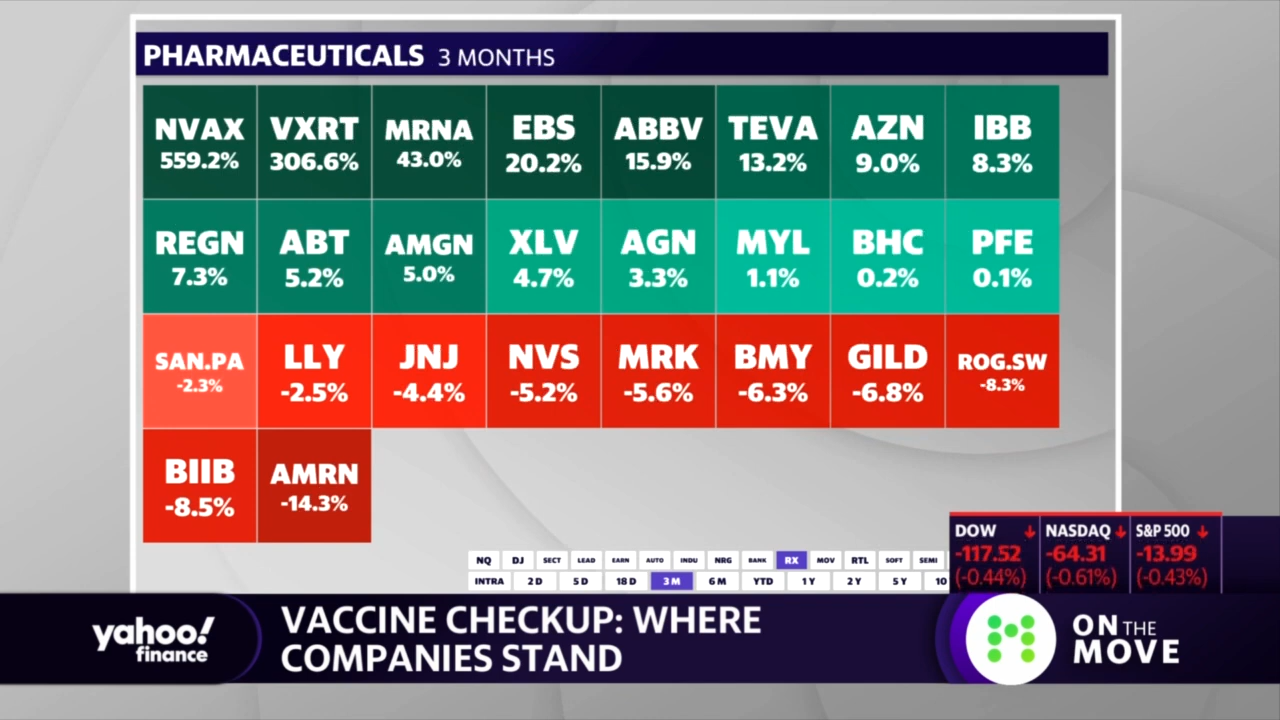 PHARMACEUTICALS 3 MONTHS
NVAX VXRT MRNA EBS ABBV TEVA AZN IBB
559.2% 306.6% 43.0% 20.2% 15.9% 13.2% 9.0% 8.3%
REGN ABT AMGN XLV AGN MYL BHC PFE
7.3% 5.2% 5.0% 4.7% 3.3% 1.1% 0.2% 0.1%
SAN.PA LLY JNJ NVS MRK BMY GILD ROG.SW
-2.3% -2.5% -4.4% -5.2% -5.6% -6.3% -6.8% -8.3%
BIIB AMRN
-8.5% -14.3%
NQ DJ SECT LEAD EARN AUTO INDU NRG BANK RX MOV RTL SOFT SEMI
INTRA 2 D 5 D 18 D 3 M 6 M YTD 1 Y 2 Y 5 Y 10
DOW NASDAQ S&P 500
-117.52 -64.31 -13.99
(-0.44%) (-0.61%) (-0.43%)
yahoo!
finance
VACCINE CHECKUP: WHERE
COMPANIES STAND
ON THE
MOVE